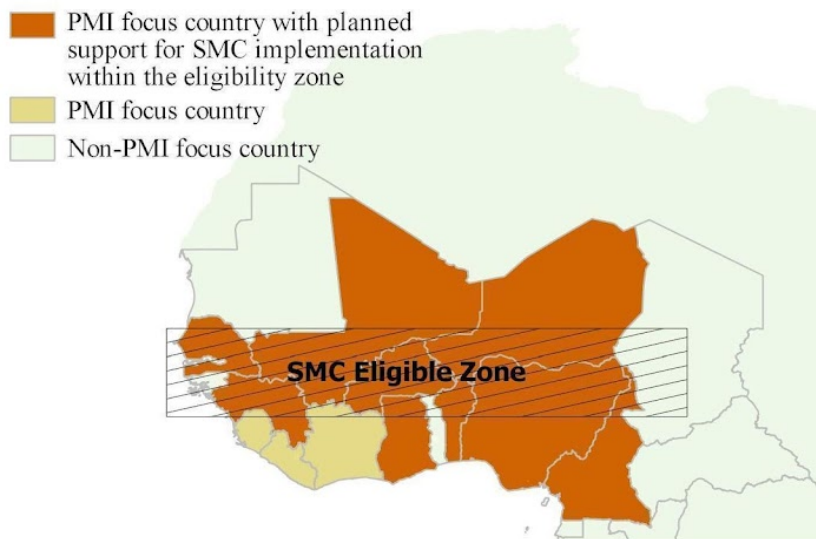 PMI focus country with planned
support for SMC implementation
within the eligibility zone
PMI focus country
Non-PMI focus country
SMC Eligible Zone